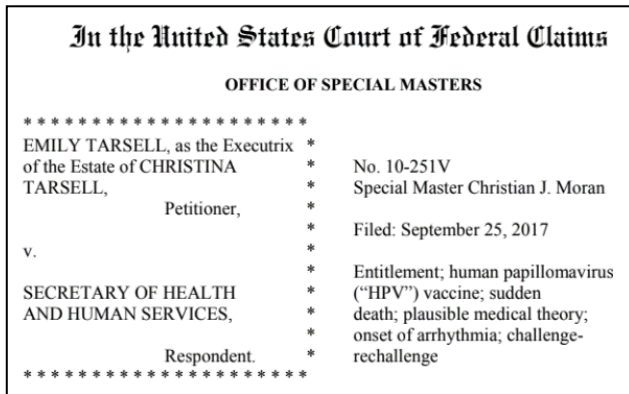 In the United States Court of Federal Claims
OFFICE OF SPECIAL MASTERS
* * * * * * * * * * * * * * * * * * * * *
EMILY TARSELL, as the Executrix *
of the Estate of CHRISTINA * No. 10-251V
TARSELL, * Special Master Christian J. Moran
Petitioner, *
* Filed: September 25, 2017
v. *
* Entitlement; human papillomavirus
SECRETARY OF HEALTH * (“HPV”) vaccine; sudden
AND HUMAN SERVICES, * death; plausible medical theory;
* onset of arrhythmia; challenge-
Respondent. * rechallenge
* * * * * * * * * * * * * * * * * * * * *